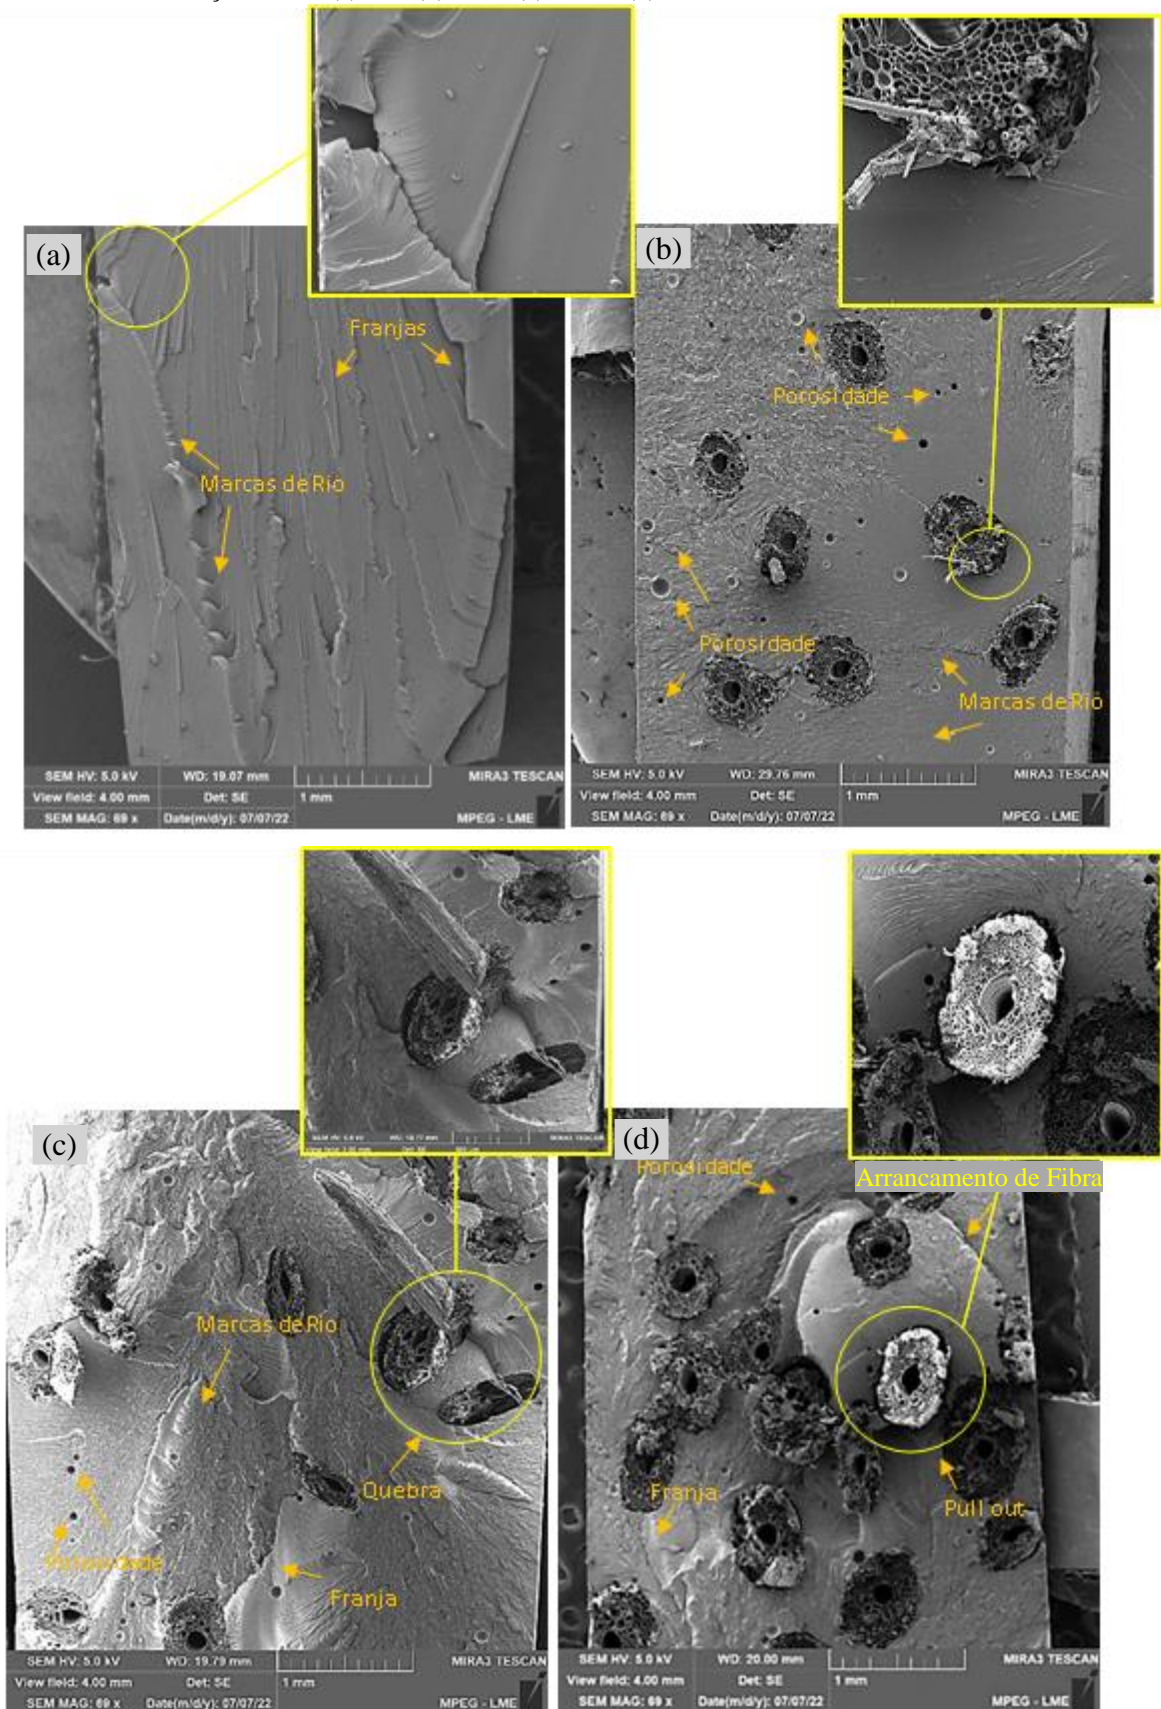 (a)
Franjas
Marcas de Rio
SEM HV: 5.0 kV WD: 19.07 mm MIRA3 TESCAN
View field: 4.00 mm Det: SE 1 mm
SEM MAG: 69 x Date(m/d/y): 07/07/22 MPEG - LME
(b)
Porosidade
Porosidade
Marcas de Rio
SEM HV: 5.0 kV WD: 29.76 mm MIRA3 TESCAN
View field: 4.00 mm Det: SE 1 mm
SEM MAG: 69 x Date(m/d/y): 07/07/22 MPEG - LME
(c)
Marcas de Rio
Quebra
Porosidade
Franja
SEM HV: 5.0 kV WD: 19.79 mm MIRA3 TESCAN
View field: 4.00 mm Det: SE 1 mm
SEM MAG: 69 x Date(m/d/y): 07/07/22 MPEG - LME
(d)
Porosidade
Arrancamento de Fibra
Franja
Pull out
SEM HV: 5.0 kV WD: 20.00 mm MIRA3 TESCAN
View field: 4.00 mm Det: SE 1 mm
SEM MAG: 69 x Date(m/d/y): 07/07/22 MPEG - LME